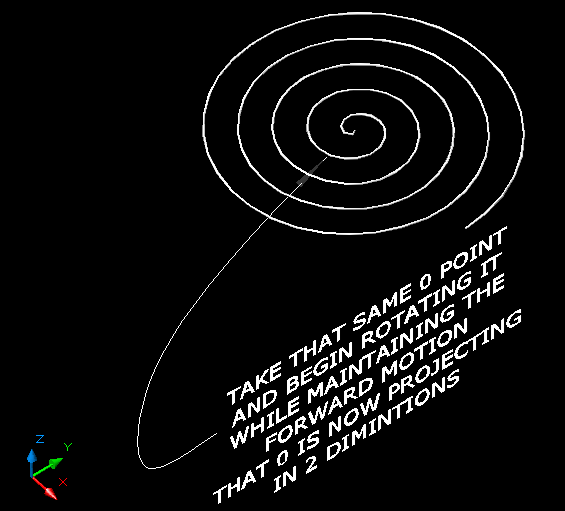 TAKE THAT SAME 0 POINT
AND BEGIN ROTATING IT
WHILE MAINTAINING THE
FORWARD MOTION
THAT 0 IS NOW PROJECTING
IN 2 DIMINTIONS
Z
Y
X